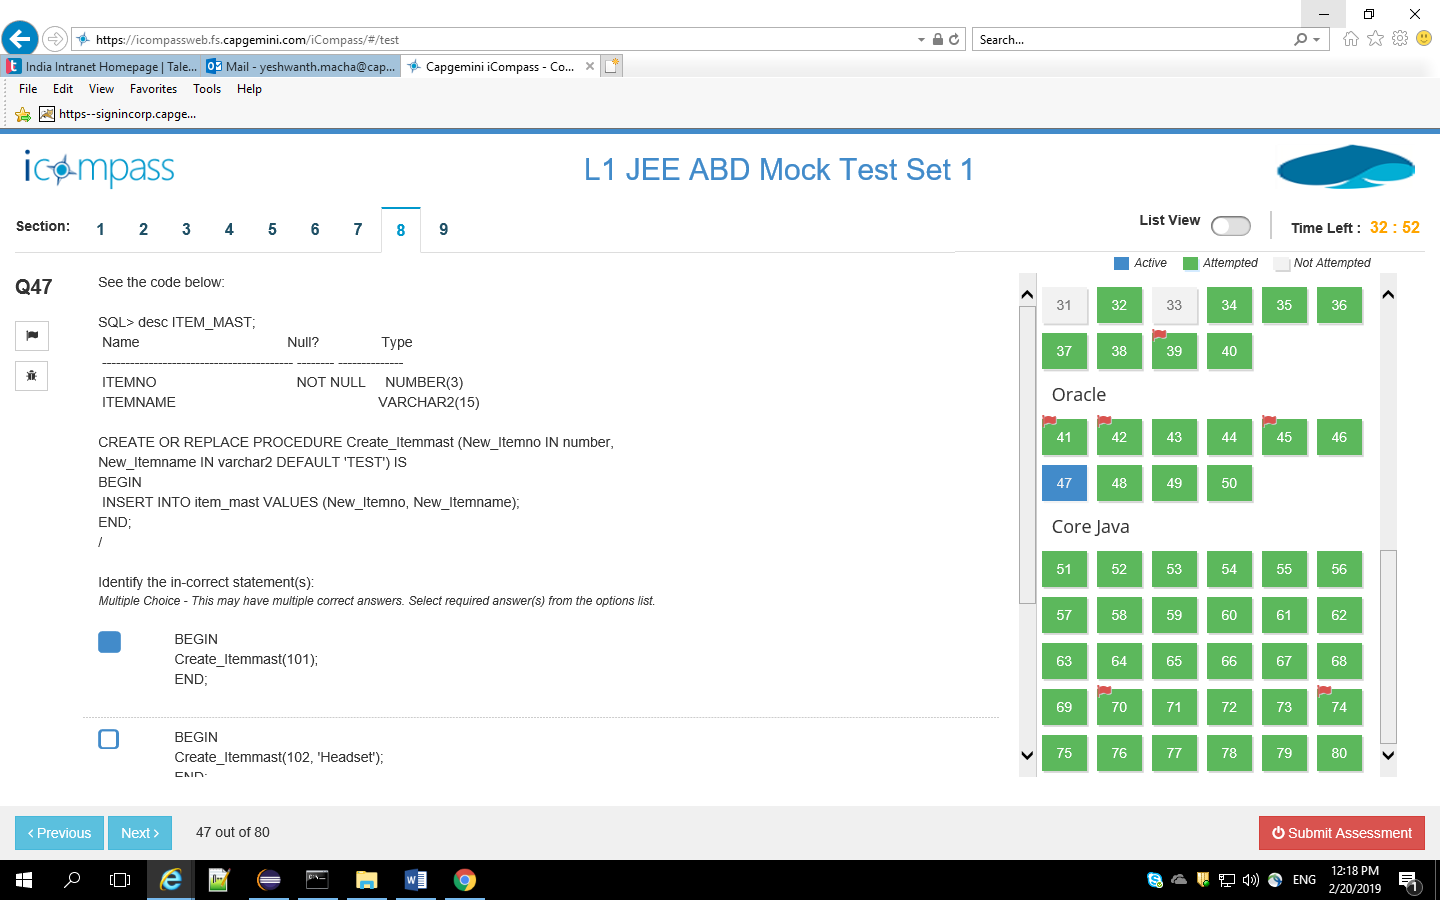 https://icompassweb.fs.capgemini.com/iCompass/#/test
Search...
India Intranet Homepage | Tale...
Mail - yeshwanth.macha@cap...
Capgemini iCompass - Co...
File Edit View Favorites Tools Help
https--signincorp.capge...
icompass
L1 JEE ABD Mock Test Set 1
Section: 1 2 3 4 5 6 7 8 9
List View
Time Left : 32 : 52
Active Attempted Not Attempted
Q47
See the code below:
SQL> desc ITEM_MAST;
Name Null? Type
----------------------------------------- -------- --------------
ITEMNO NOT NULL NUMBER(3)
ITEMNAME VARCHAR2(15)
CREATE OR REPLACE PROCEDURE Create_Itemmast (New_Itemno IN number,
New_Itemname IN varchar2 DEFAULT 'TEST') IS
BEGIN
INSERT INTO item_mast VALUES (New_Itemno, New_Itemname);
END;
/
Identify the in-correct statement(s):
Multiple Choice - This may have multiple correct answers. Select required answer(s) from the options list.
BEGIN
Create_Itemmast(101);
END;
BEGIN
Create_Itemmast(102, 'Headset');
END;
31 32 33 34 35 36
37 38 39 40
Oracle
41 42 43 44 45 46
47 48 49 50
Core Java
51 52 53 54 55 56
57 58 59 60 61 62
63 64 65 66 67 68
69 70 71 72 73 74
75 76 77 78 79 80
Previous
Next
47 out of 80
Submit Assessment
ENG
12:18 PM
2/20/2019
1